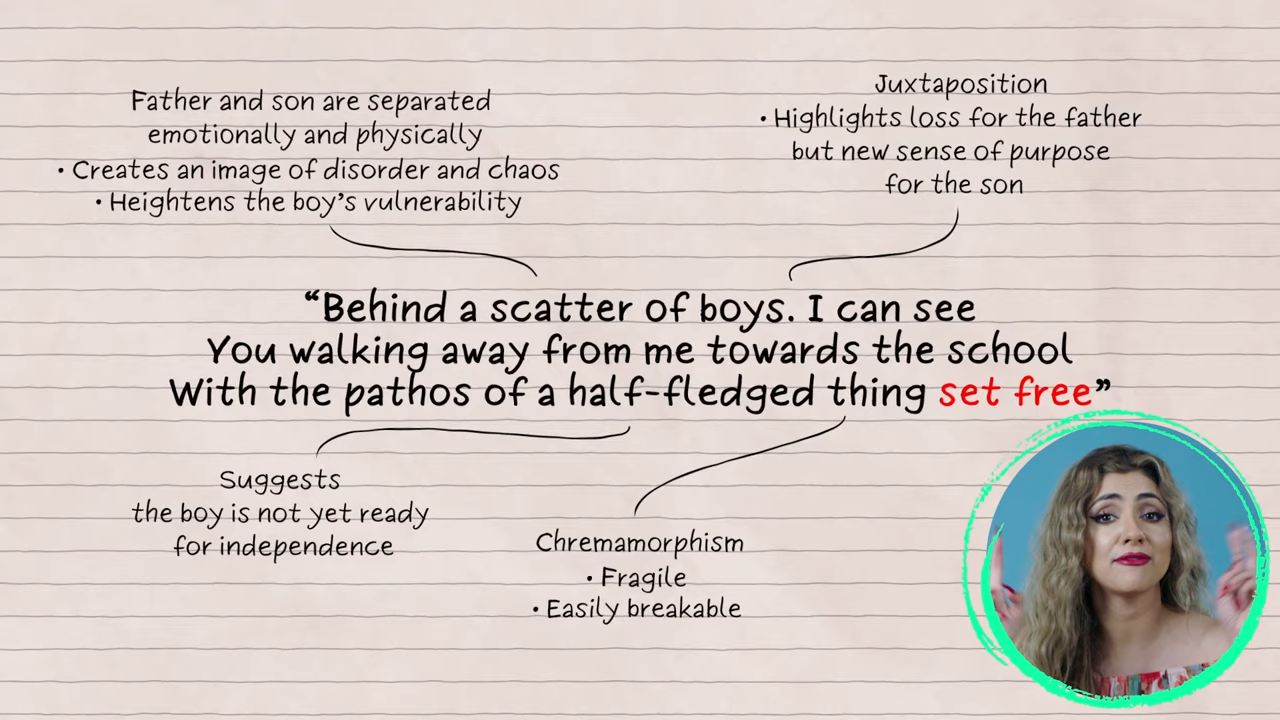 Father and son are separated
emotionally and physically
• Creates an image of disorder and chaos
• Heightens the boy's vulnerability
Juxtaposition
• Highlights loss for the father
but new sense of purpose
for the son
“Behind a scatter of boys. I can see
You walking away from me towards the school
With the pathos of a half-fledged thing set free”
Suggests
the boy is not yet ready
for independence
Chremamorphism
• Fragile
• Easily breakable